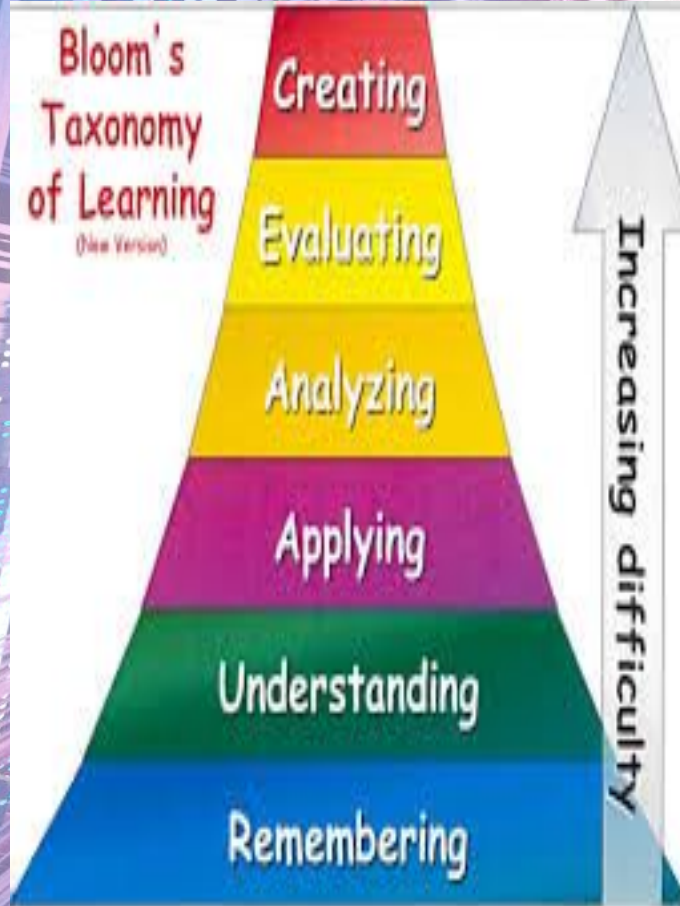 Bloom's
Taxonomy
of Learning
(New Version)
Creating
Evaluating
Analyzing
Applying
Understanding
Remembering
Increasing difficulty